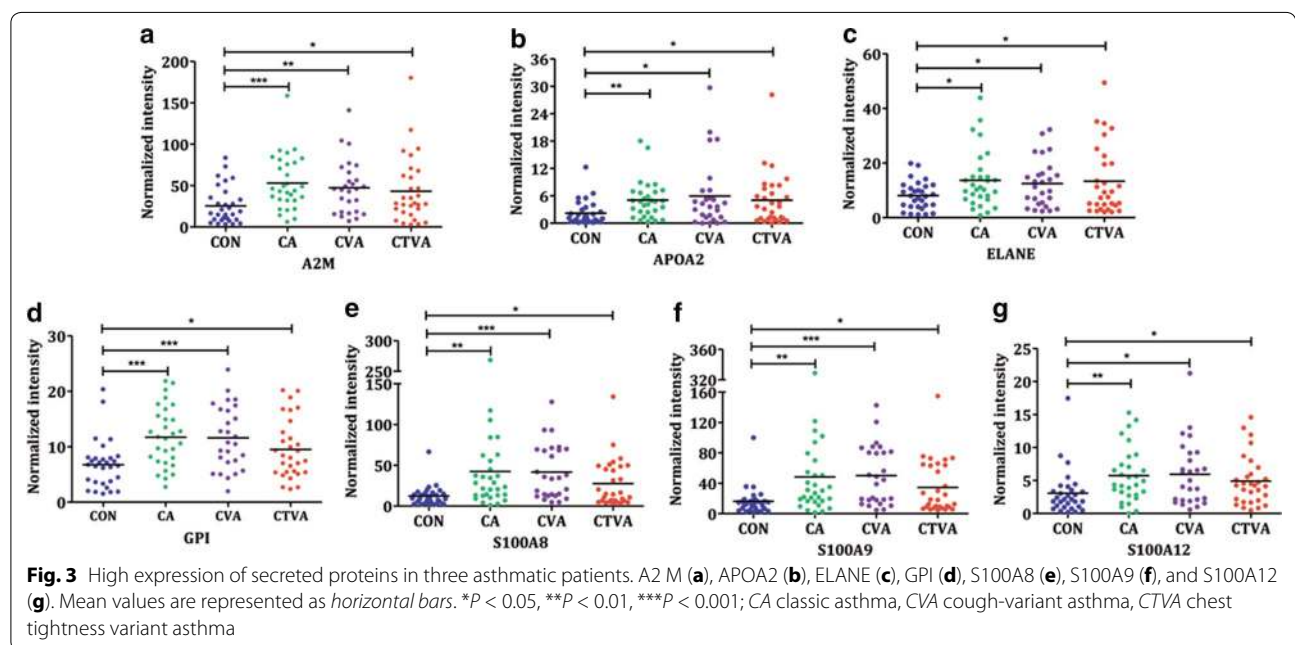 a
b
c
* * *
** * *
*** ** *
200 36 60
150 30
100 24 40
50 18 20
0 12 0
6
0
Normalized intensity
Normalized intensity
Normalized intensity
CON CA CVA CTVA
A2M
CON CA CVA CTVA
APOA2
CON CA CVA CTVA
ELANE
d
*
***
***
30
20
10
0
Normalized intensity
CON CA CVA CTVA
GPI
e
*
***
**
300
200
150
100
50
0
Normalized intensity
CON CA CVA CTVA
S100A8
f
*
***
**
360
320
160
120
80
40
0
Normalized intensity
CON CA CVA CTVA
S100A9
g
*
*
**
25
20
15
10
5
0
Normalized intensity
CON CA CVA CTVA
S100A12
Fig. 3 High expression of secreted proteins in three asthmatic patients. A2 M (a), APOA2 (b), ELANE (c), GPI (d), S100A8 (e), S100A9 (f), and S100A12
(g). Mean values are represented as horizontal bars. *P < 0.05, **P < 0.01, ***P < 0.001; CA classic asthma, CVA cough-variant asthma, CTVA chest
tightness variant asthma